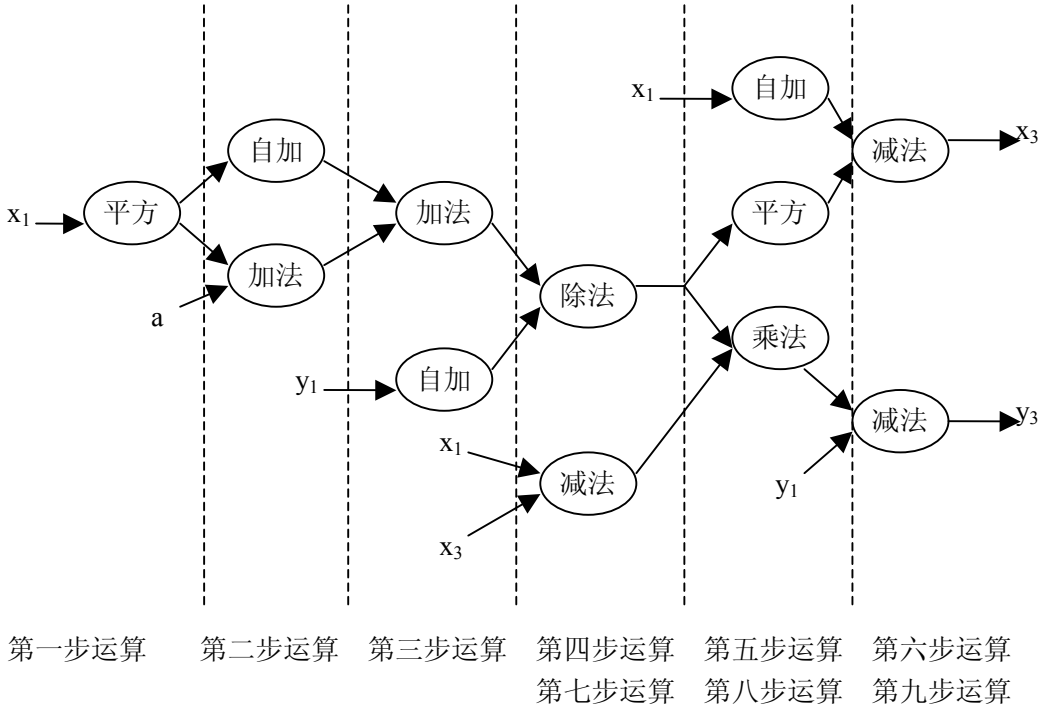 x₁
自加
x₃
减法
自加
x₁
平方
加法
平方
加法
除法
a
乘法
y₁
自加
减法
y₃
x₁
减法
y₁
x₃
第一步运算 第二步运算 第三步运算 第四步运算 第五步运算 第六步运算
第七步运算 第八步运算 第九步运算